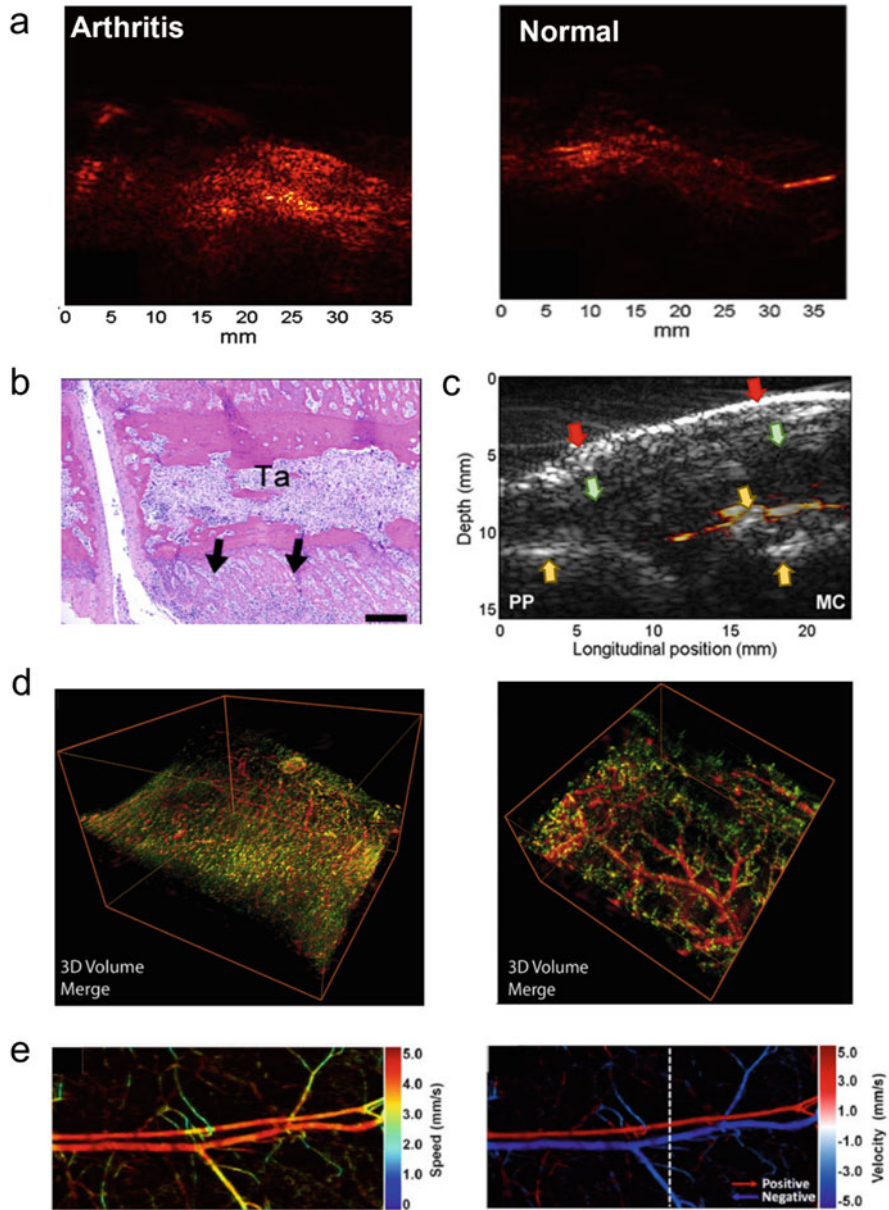 a
Arthritis
Normal
0 5 10 15 20 25 30 35
mm
0 5 10 15 20 25 30 35
mm
b
Ta
c
0
5
10
15
Depth (mm)
PP
MC
0 5 10 15 20
Longitudinal position (mm)
d
3D Volume
Merge
3D Volume
Merge
e
5.0
4.0
3.0
2.0
1.0
0
Speed (mm/s)
5.0
3.0
1.0
-1.0
-3.0
-5.0
Velocity (mm/s)
Positive
Negative